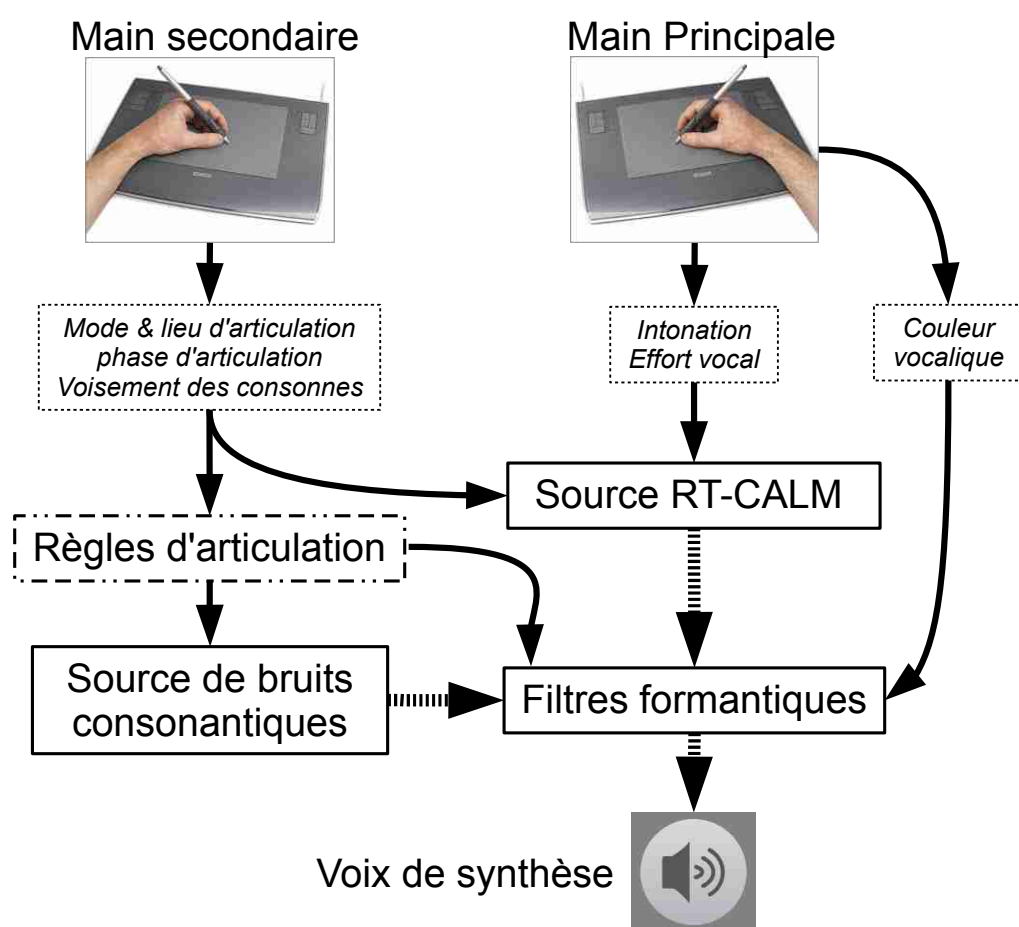 Main secondaire
Main Principale
Mode & lieu d'articulation
phase d'articulation
Voisement des consonnes
Intonation
Effort vocal
Couleur
vocalique
Source RT-CALM
Règles d'articulation
Source de bruits
consonantiques
Filtres formantiques
Voix de synthèse